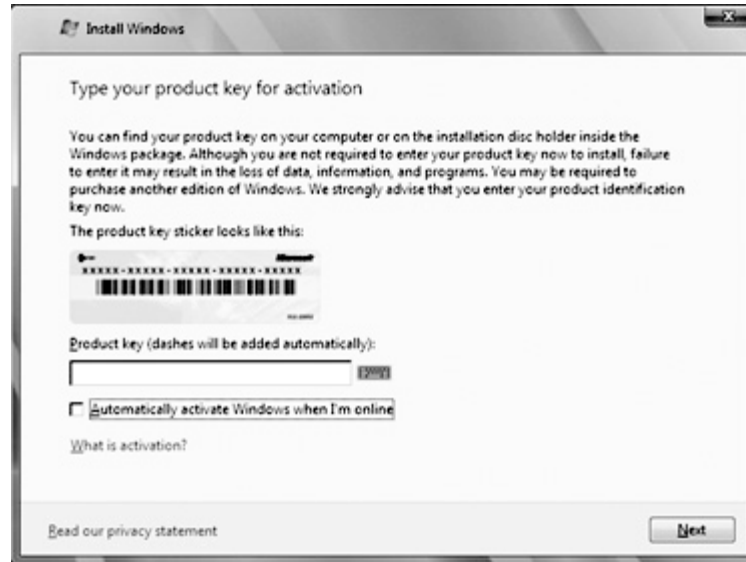 Install Windows
Type your product key for activation
You can find your product key on your computer or on the installation disc holder inside the
Windows package. Although you are not required to enter your product key now to install, failure
to enter it may result in the loss of data, information, and programs. You may be required to
purchase another edition of Windows. We strongly advise that you enter your product identification
key now.
The product key sticker looks like this:
Microsoft
XXXXX-XXXXX-XXXXX-XXXXX-XXXXX
Product key (dashes will be added automatically):
Automatically activate Windows when I'm online
What is activation?
Read our privacy statement
Next